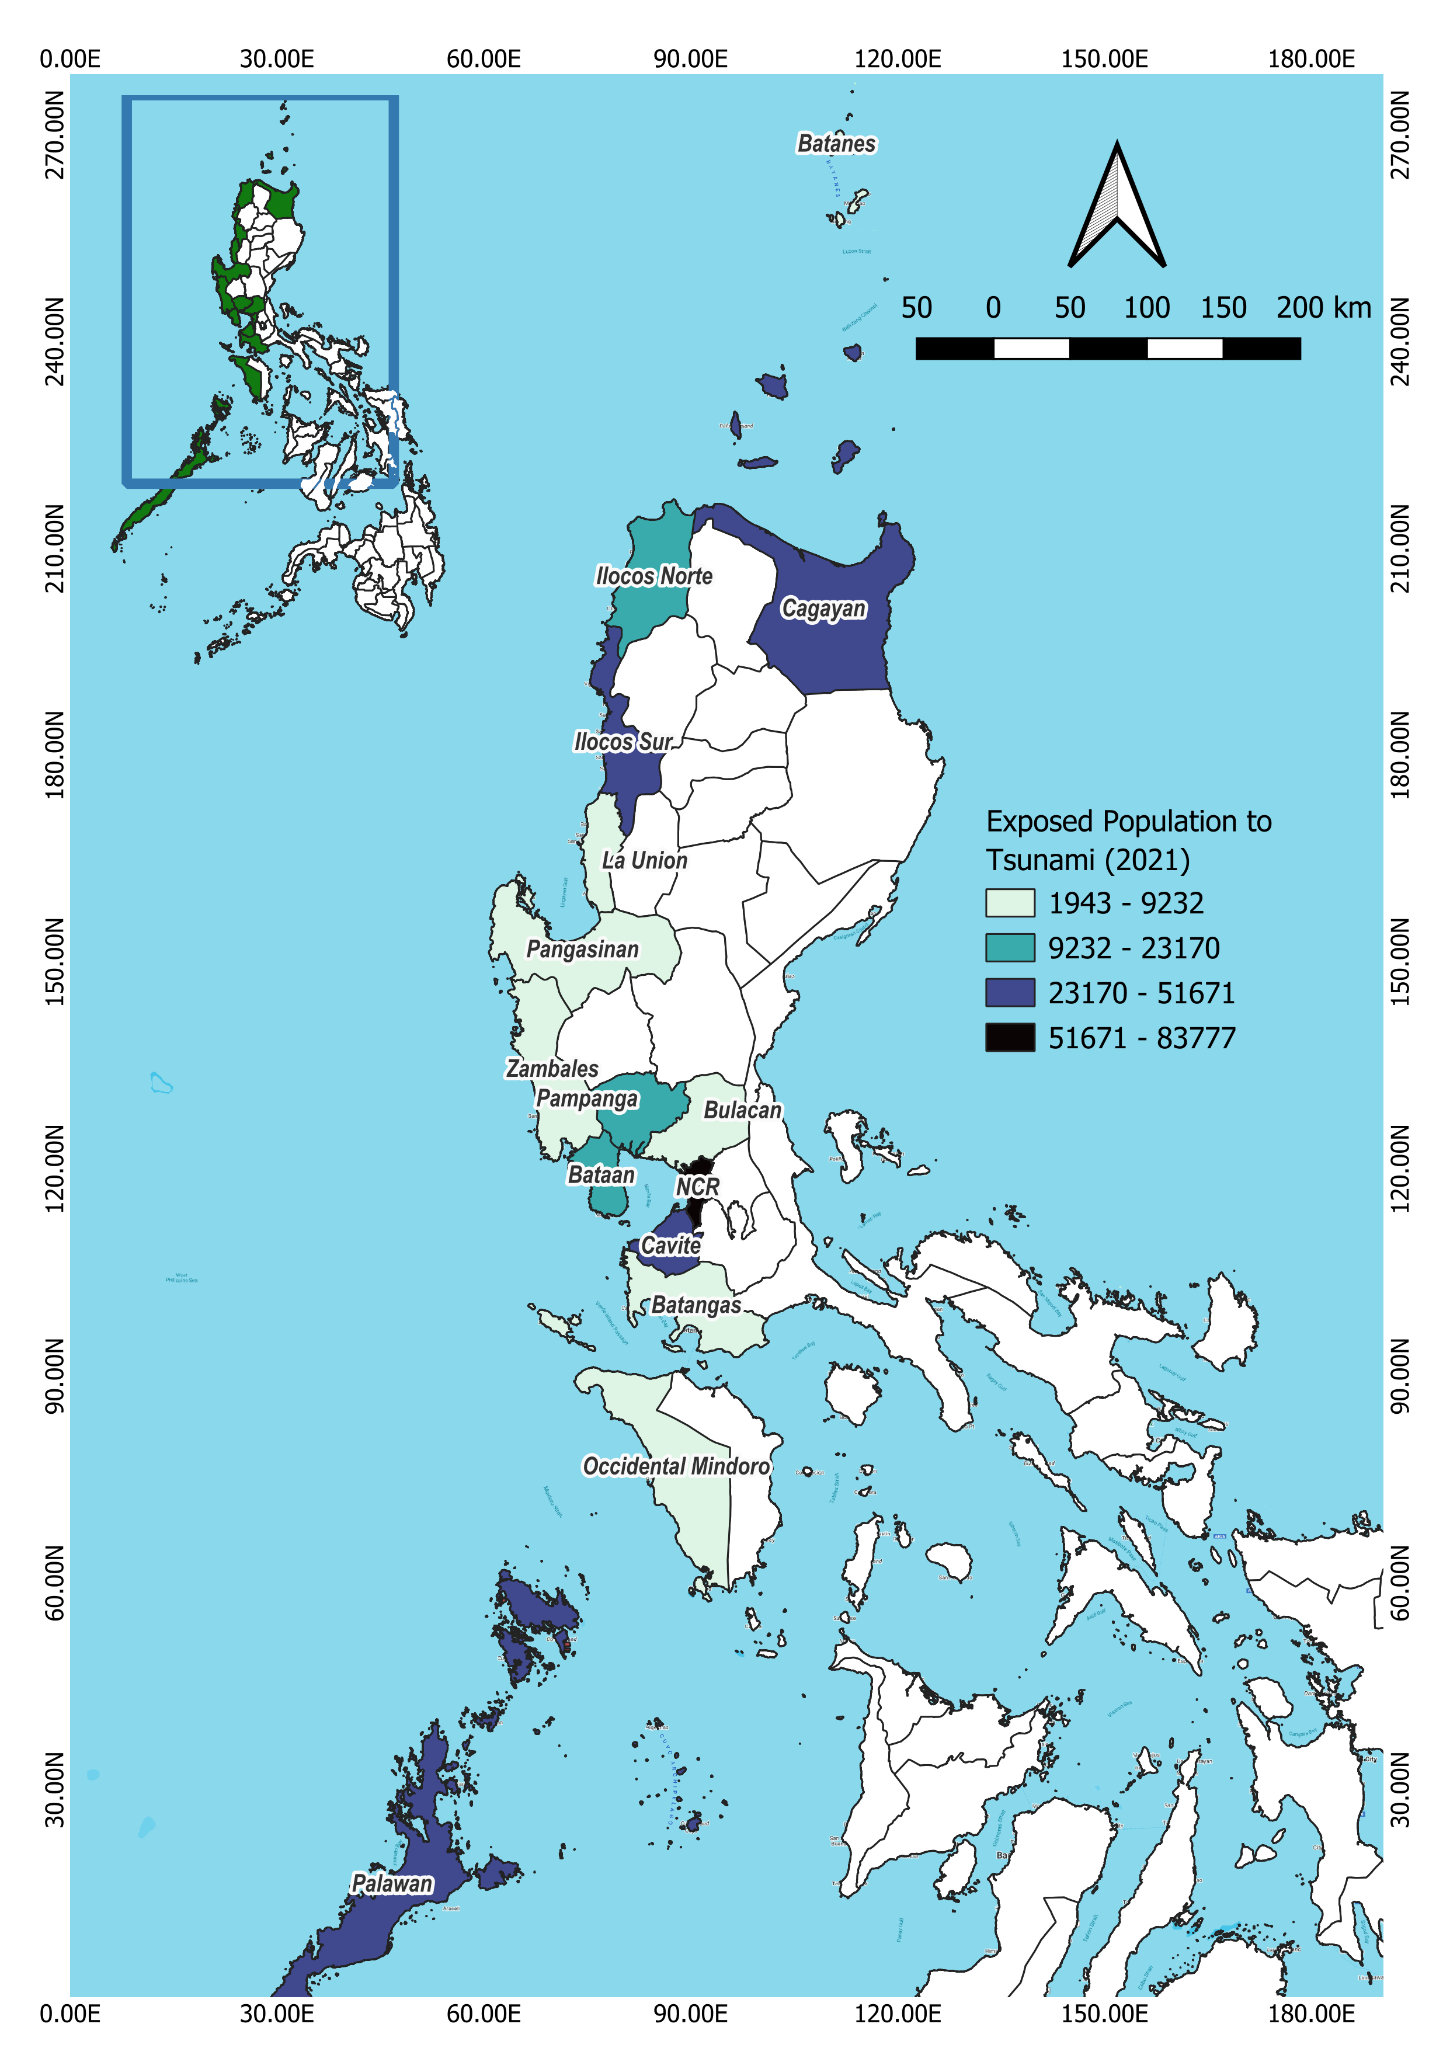 0.00E 30.00E 60.00E 90.00E 120.00E 150.00E 180.00E
270.00N
240.00N
210.00N
180.00N
150.00N
120.00N
90.00N
60.00N
30.00N
270.00N
240.00N
210.00N
180.00N
150.00N
120.00N
90.00N
60.00N
30.00N
Batanes
50 0 50 100 150 200 km
Ilocos Norte
Cagayan
Ilocos Sur
La Union
Pangasinan
Zambales
Pampanga
Bulacan
Bataan
NCR
Cavite
Batangas
Occidental Mindoro
Palawan
Exposed Population to
Tsunami (2021)
1943 - 9232
9232 - 23170
23170 - 51671
51671 - 83777
0.00E 30.00E 60.00E 90.00E 120.00E 150.00E 180.00E